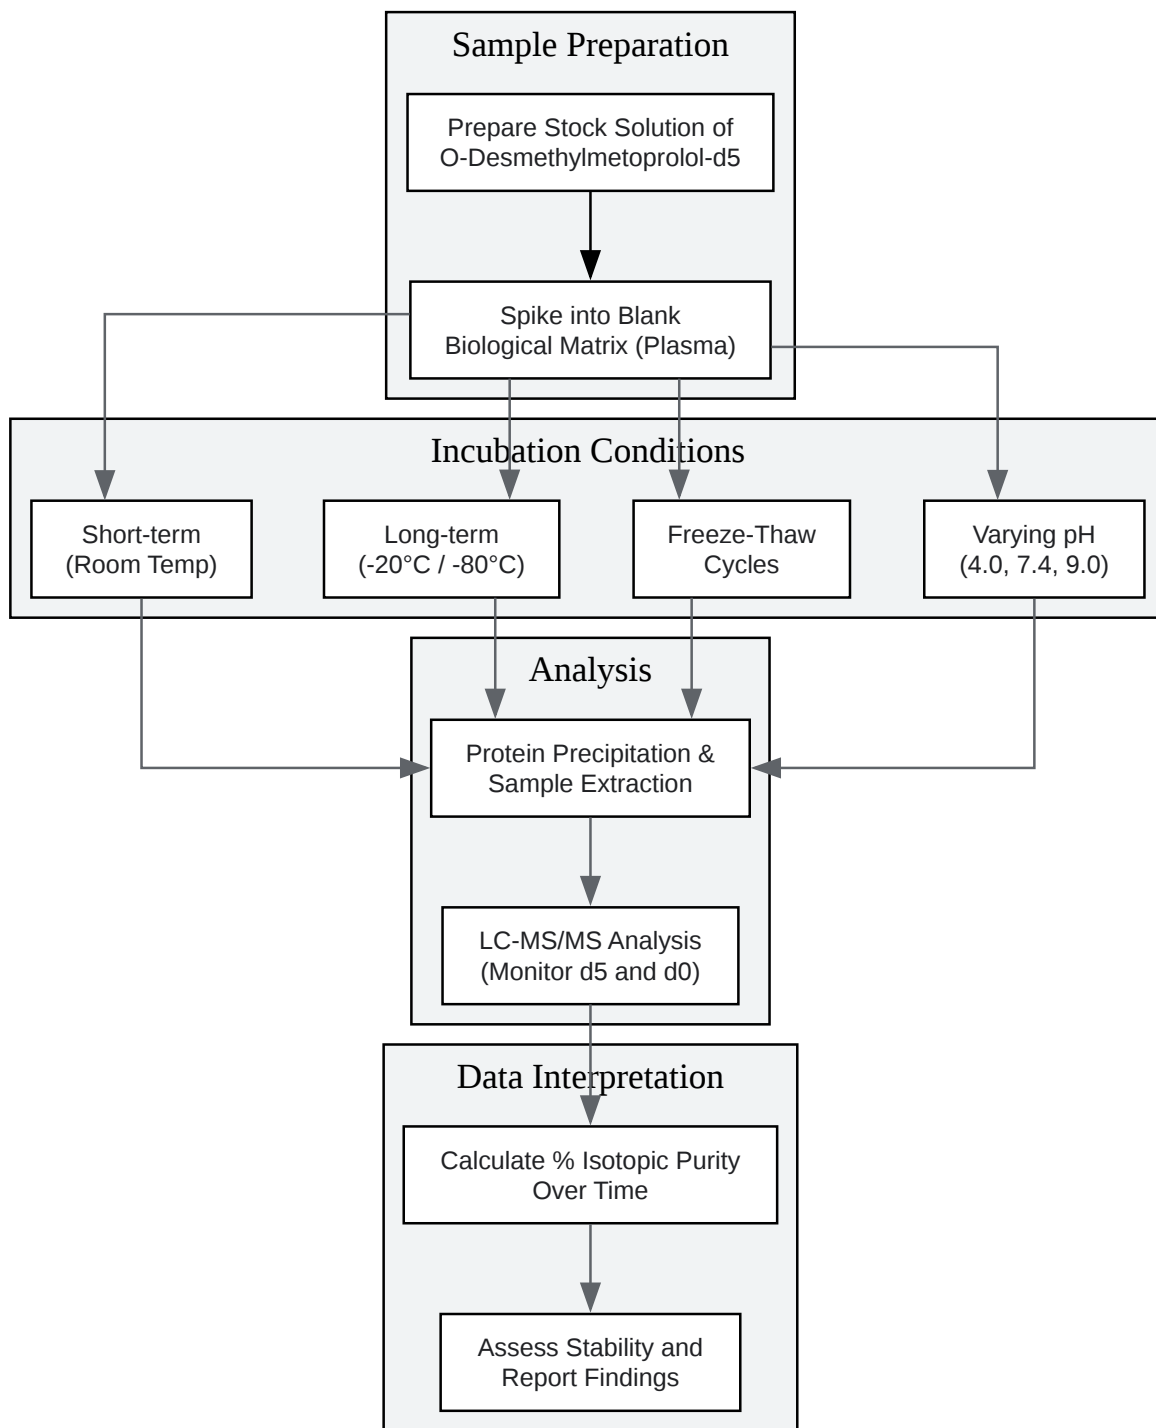 Sample Preparation
Prepare Stock Solution of
O-Desmethylmetoprolol-d5
Spike into Blank
Biological Matrix (Plasma)
Incubation Conditions
Short-term
(Room Temp)
Long-term
(-20°C / -80°C)
Freeze-Thaw
Cycles
Varying pH
(4.0, 7.4, 9.0)
Analysis
Protein Precipitation &
Sample Extraction
LC-MS/MS Analysis
(Monitor d5 and d0)
Data Interpretation
Calculate % Isotopic Purity
Over Time
Assess Stability and
Report Findings